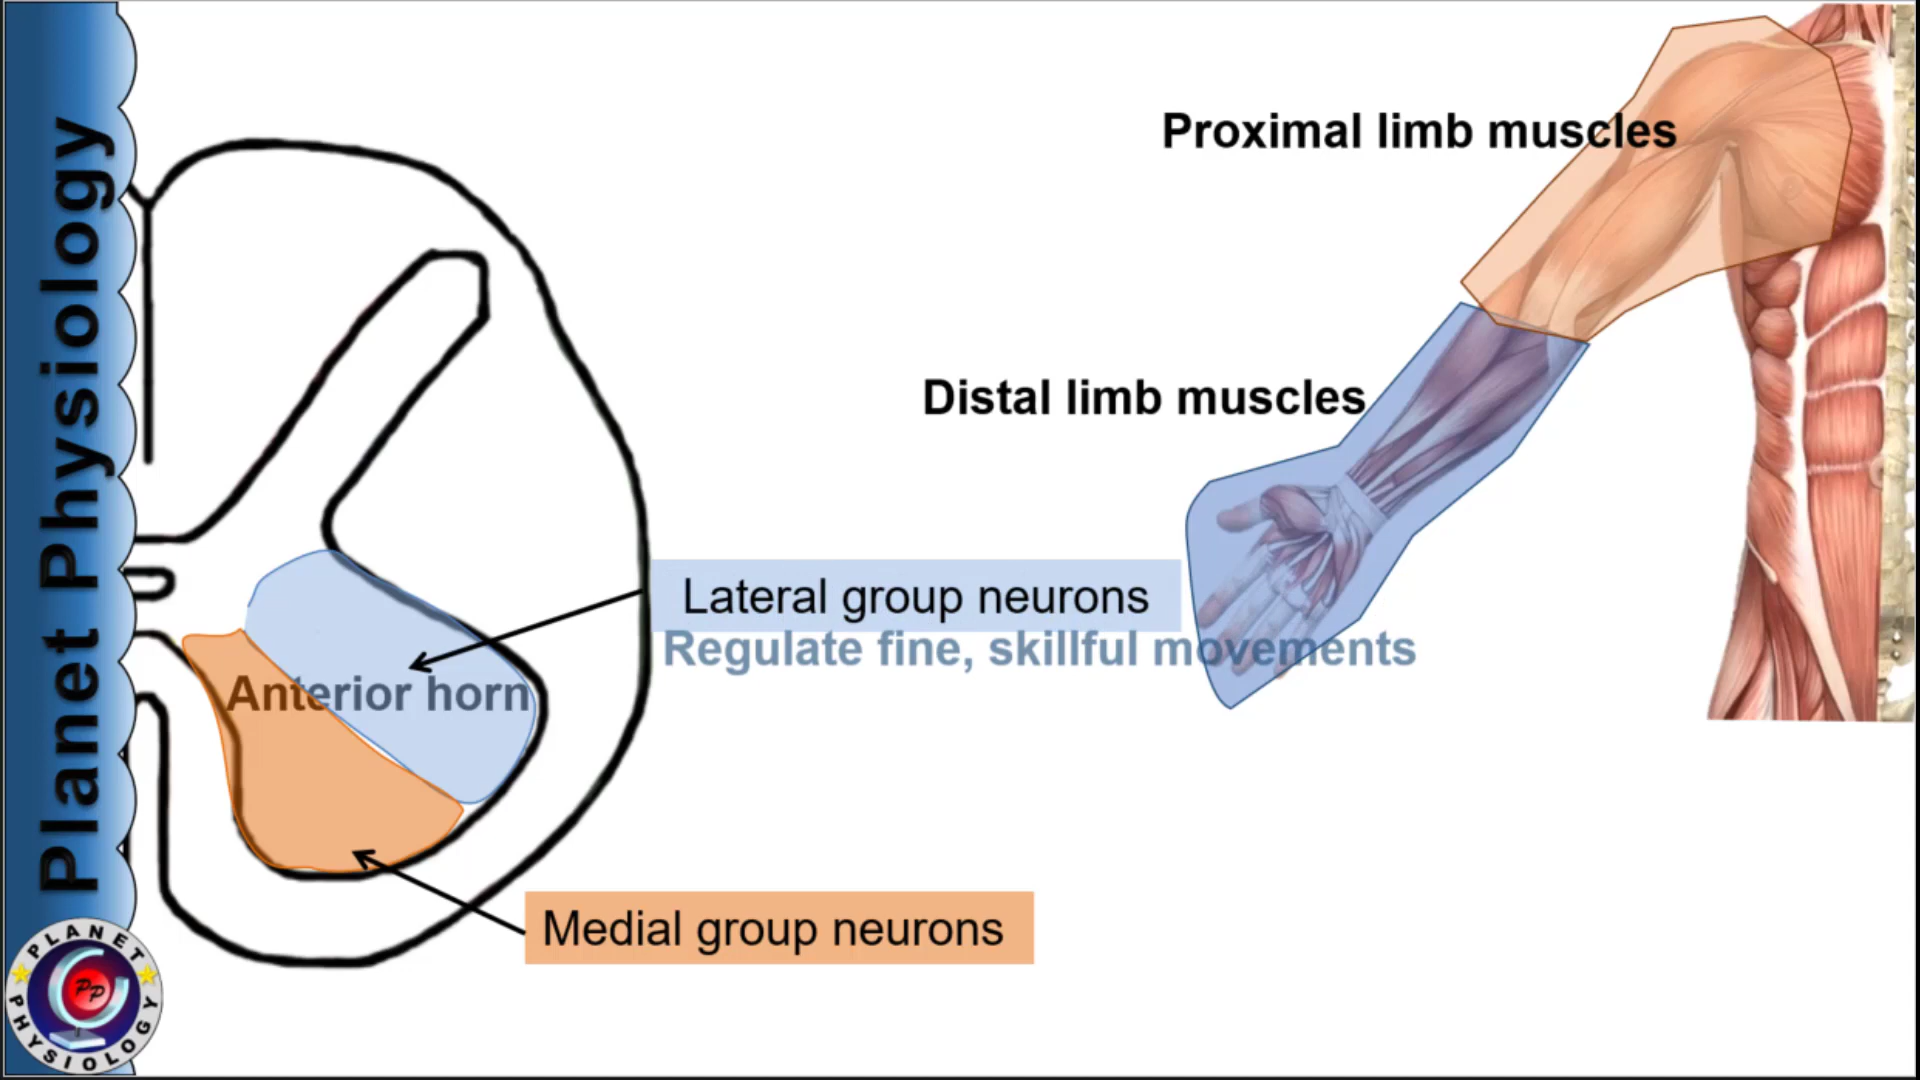 Planet Physiology
Proximal limb muscles
Distal limb muscles
Lateral group neurons
Regulate fine, skillful movements
Anterior horn
Medial group neurons
PLANET
PP
PHYSIOLOGY